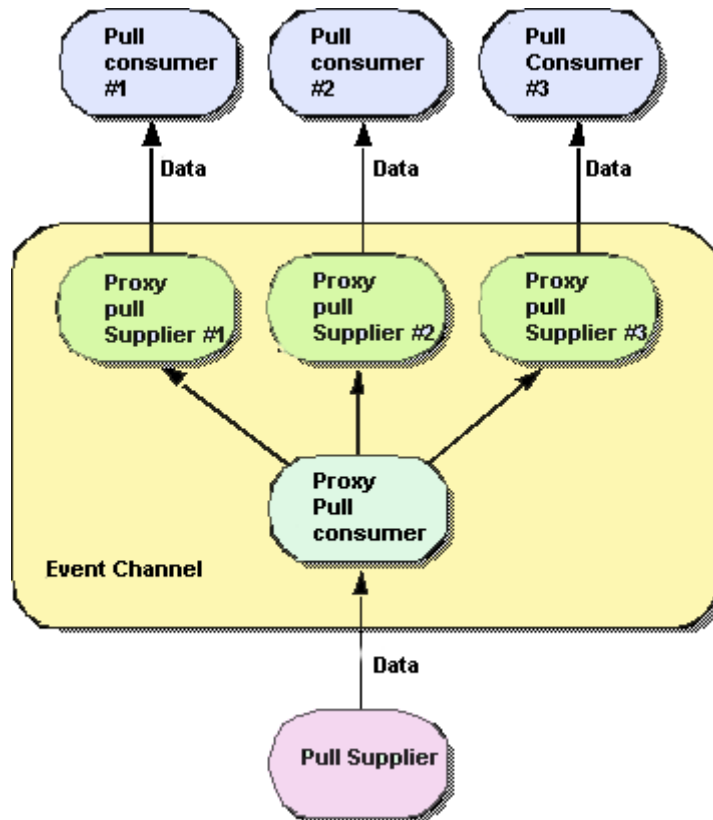 Pull
consumer
#1
Pull
consumer
#2
Pull
Consumer
#3
Data
Data
Data
Proxy
pull
Supplier #1
Proxy
pull
Supplier #2
Proxy
pull
Supplier #3
Proxy
Pull
consumer
Event Channel
Data
Pull Supplier